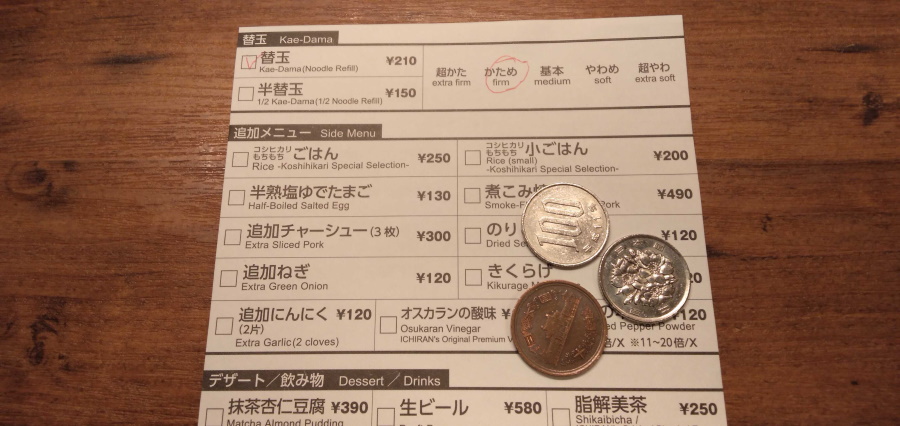 替玉 Kae-Dama
替玉 ¥210
Kae-Dama(Noodle Refill)
超かた かため 基本 やわめ 超やわ
extra firm firm medium soft extra soft
半替玉 ¥150
1/2 Kae-Dama(1/2 Noodle Refill)
追加メニュー Side Menu
コシヒカリ もちもち ごはん ¥250
Rice -Koshihikari Special Selection-
コシヒカリ もちもち 小ごはん ¥200
Rice (small)
-Koshihikari Special Selection-
半熟塩ゆでたまご ¥130
Half-Boiled Salted Egg
煮こみ ¥490
Pork
追加チャーシュー(3枚) ¥300
Extra Sliced Pork
のり ¥120
Dried
追加ねぎ ¥120
Extra Green Onion
きくらげ
Kikurage
追加にんにく ¥120
(2片)
Extra Garlic(2 cloves)
オスカランの酸味 ¥
Osukaran Vinegar
ICHIRAN's Original Premium
の ¥120
Pepper Powder
倍/X ※11~20倍/X
100
デザート/飲み物 Dessert / Drinks
抹茶杏仁豆腐 ¥390
Matcha Almond Pudding
生ビール ¥580
脂解美茶 ¥250
Shikaibicha /